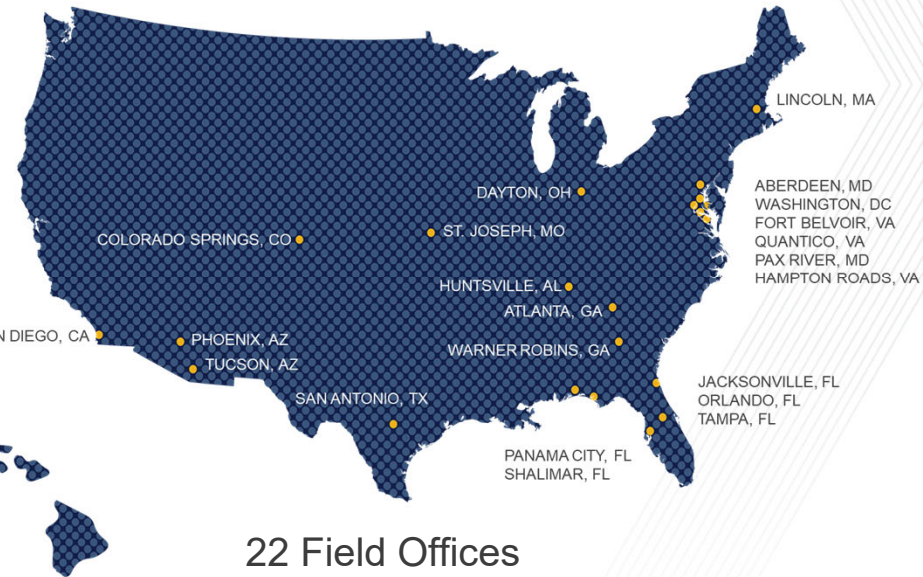 LINCOLN, MA
DAYTON, OH
ABERDEEN, MD
WASHINGTON, DC
FORT BELVOIR, VA
QUANTICO, VA
PAX RIVER, MD
HAMPTON ROADS, VA
COLORADO SPRINGS, CO
ST. JOSEPH, MO
HUNTSVILLE, AL
ATLANTA, GA
N DIEGO, CA
PHOENIX, AZ
WARNER ROBINS, GA
TUCSON, AZ
SAN ANTONIO, TX
JACKSONVILLE, FL
ORLANDO, FL
TAMPA, FL
PANAMA CITY, FL
SHALIMAR, FL
22 Field Offices